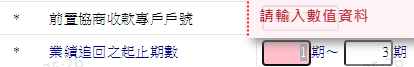 * 前置協商收款專戶戶號
請輸入數值資料
* 業績追回之起止期數 1 期～ 3 期